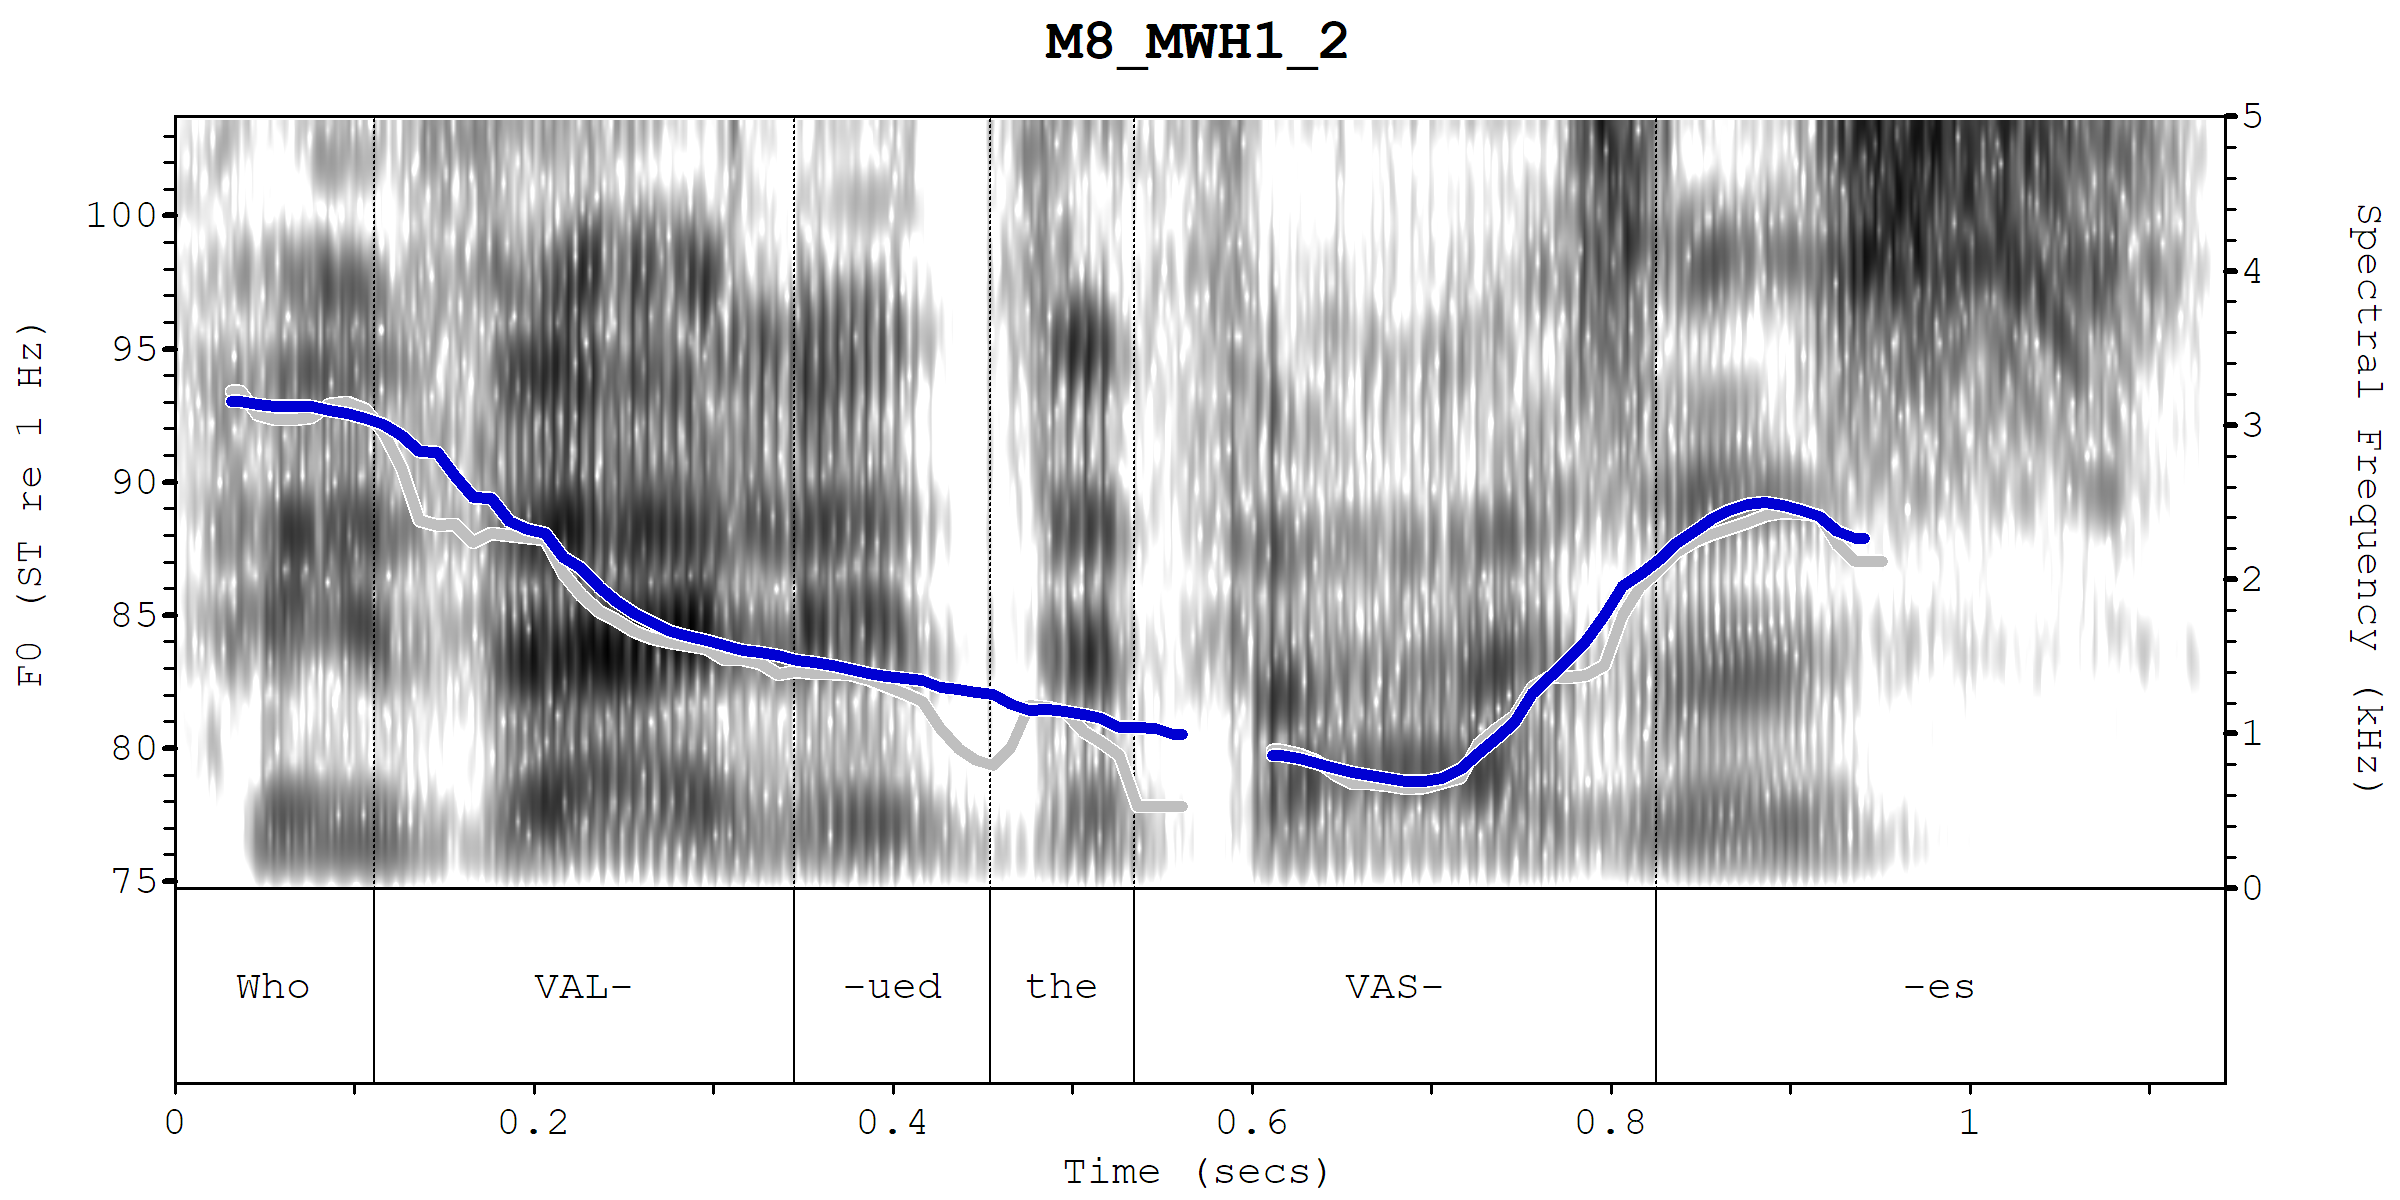 M8_MWH1_2
100
95
90
85
80
75
F0 (ST re 1 Hz)
5
4
3
2
1
0
Spectral Frequency (kHz)
Who VAL- -ued the VAS- -es
0 0.2 0.4 0.6 0.8 1
Time (secs)